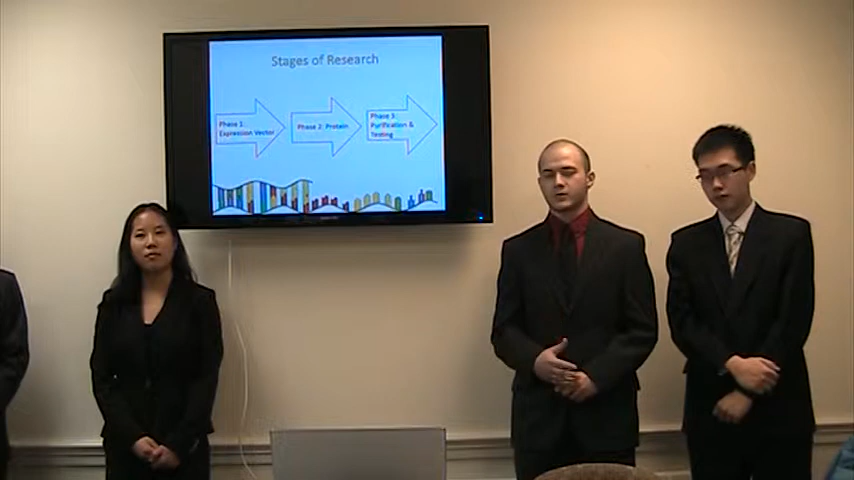 Stages of Research
Phase 1:
Expression Vector
Phase 2: Protein
Phase 3:
Purification &
Testing